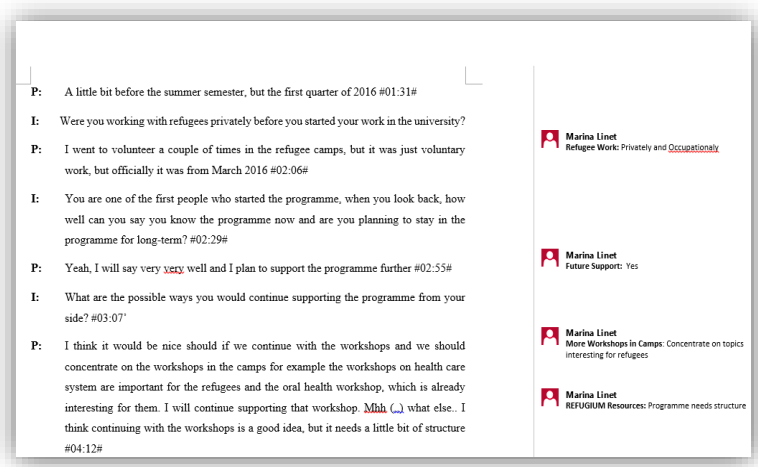 P: A little bit before the summer semester, but the first quarter of 2016 #01:31#
I: Were you working with refugees privately before you started your work in the university?
P: I went to volunteer a couple of times in the refugee camps, but it was just voluntary
work, but officially it was from March 2016 #02:06#
I: You are one of the first people who started the programme, when you look back, how
well can you say you know the programme now and are you planning to stay in the
programme for long-term? #02:29#
P: Yeah, I will say very very well and I plan to support the programme further #02:55#
I: What are the possible ways you would continue supporting the programme from your
side? #03:07'
P: I think it would be nice should if we continue with the workshops and we should
concentrate on the workshops in the camps for example the workshops on health care
system are important for the refugees and the oral health workshop, which is already
interesting for them. I will continue supporting that workshop. Mhh (..) what else.. I
think continuing with the workshops is a good idea, but it needs a little bit of structure
#04:12#
Marina Linet
Refugee Work: Privately and Occupationaly
Marina Linet
Future Support: Yes
Marina Linet
More Workshops in Camps: Concentrate on topics
interesting for refugees
Marina Linet
REFUGIUM Resources: Programme needs structure